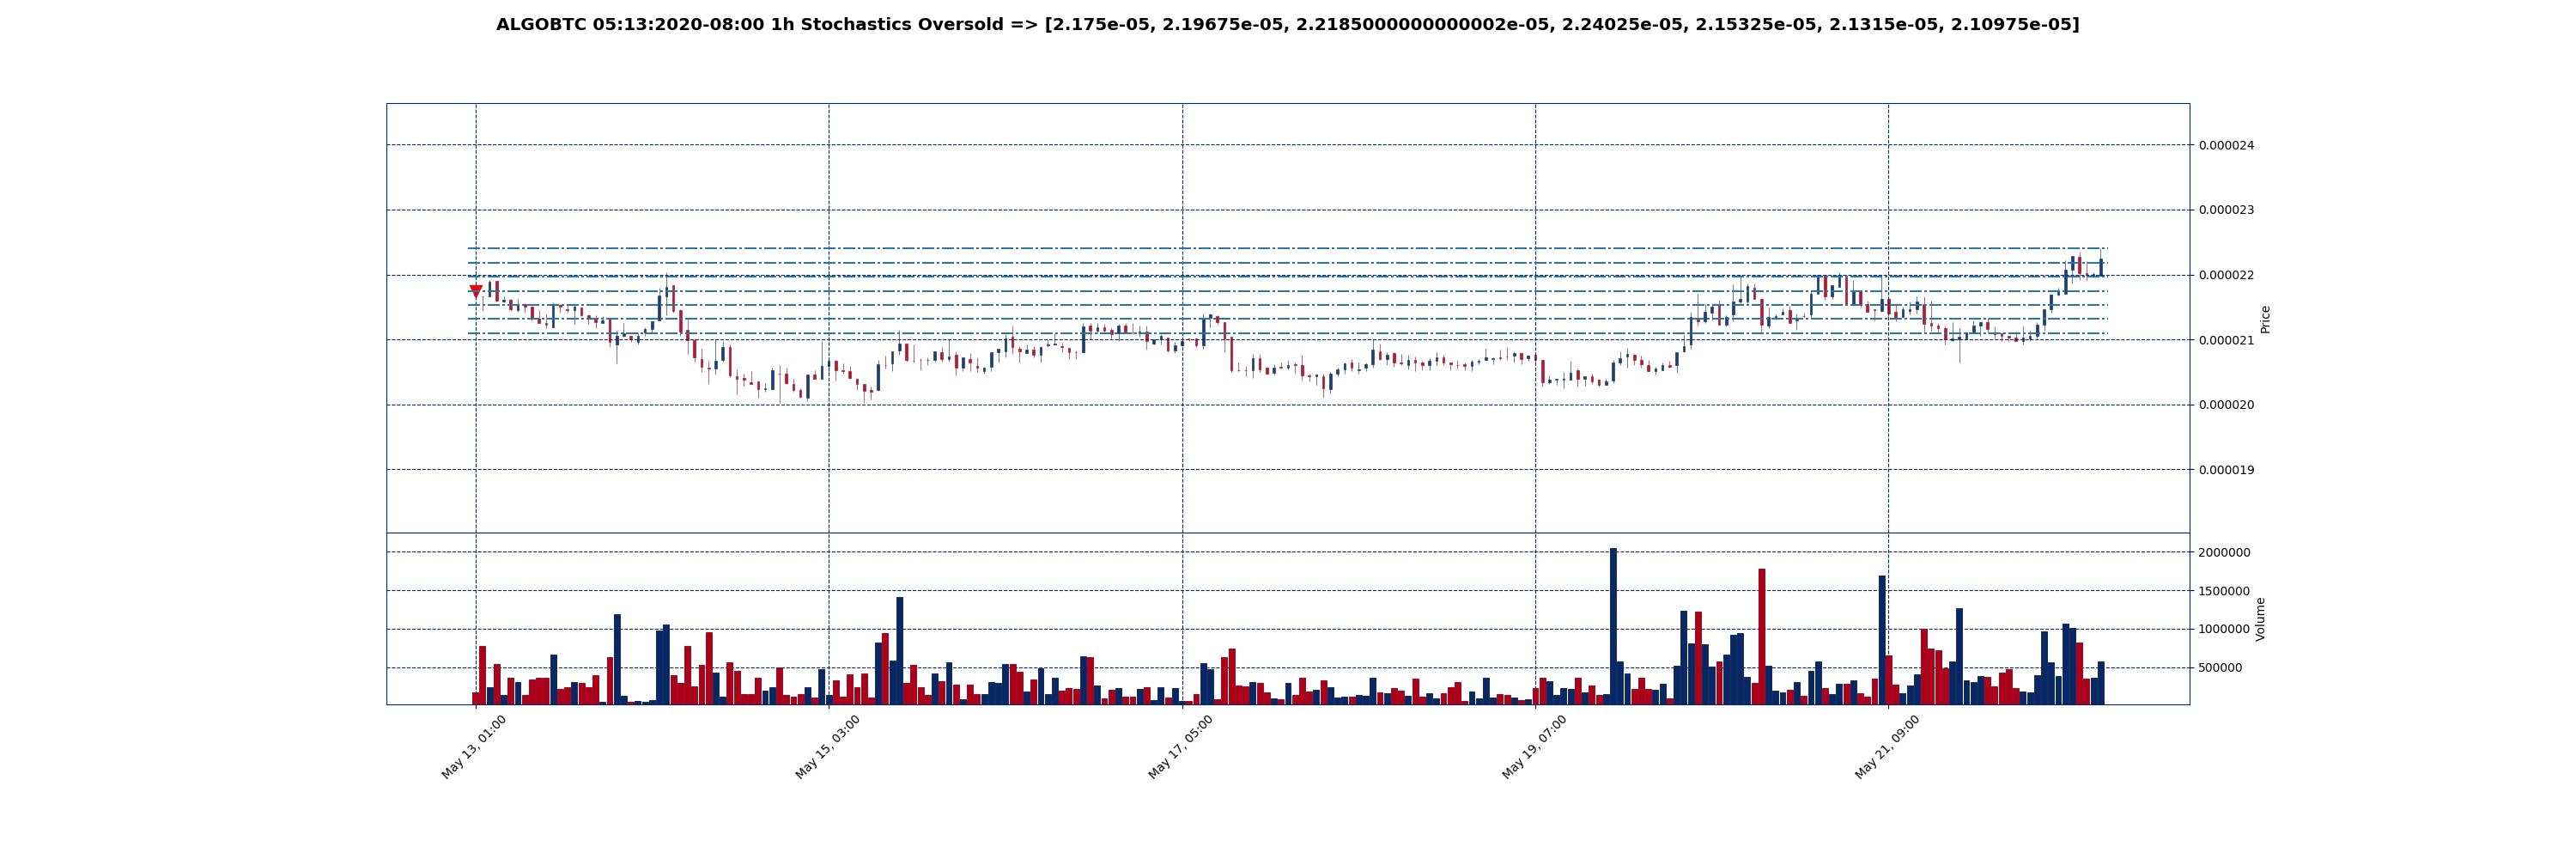 ALGOBTC 05:13:2020-08:00 1h Stochastics Oversold => [2.175e-05, 2.19675e-05, 2.2185000000000002e-05, 2.24025e-05, 2.15325e-05, 2.1315e-05, 2.10975e-05]
0.000024
0.000023
0.000022
0.000021
0.000020
0.000019
Price
2000000
1500000
1000000
500000
Volume
May 13, 01:00
May 15, 03:00
May 17, 05:00
May 19, 07:00
May 21, 09:00